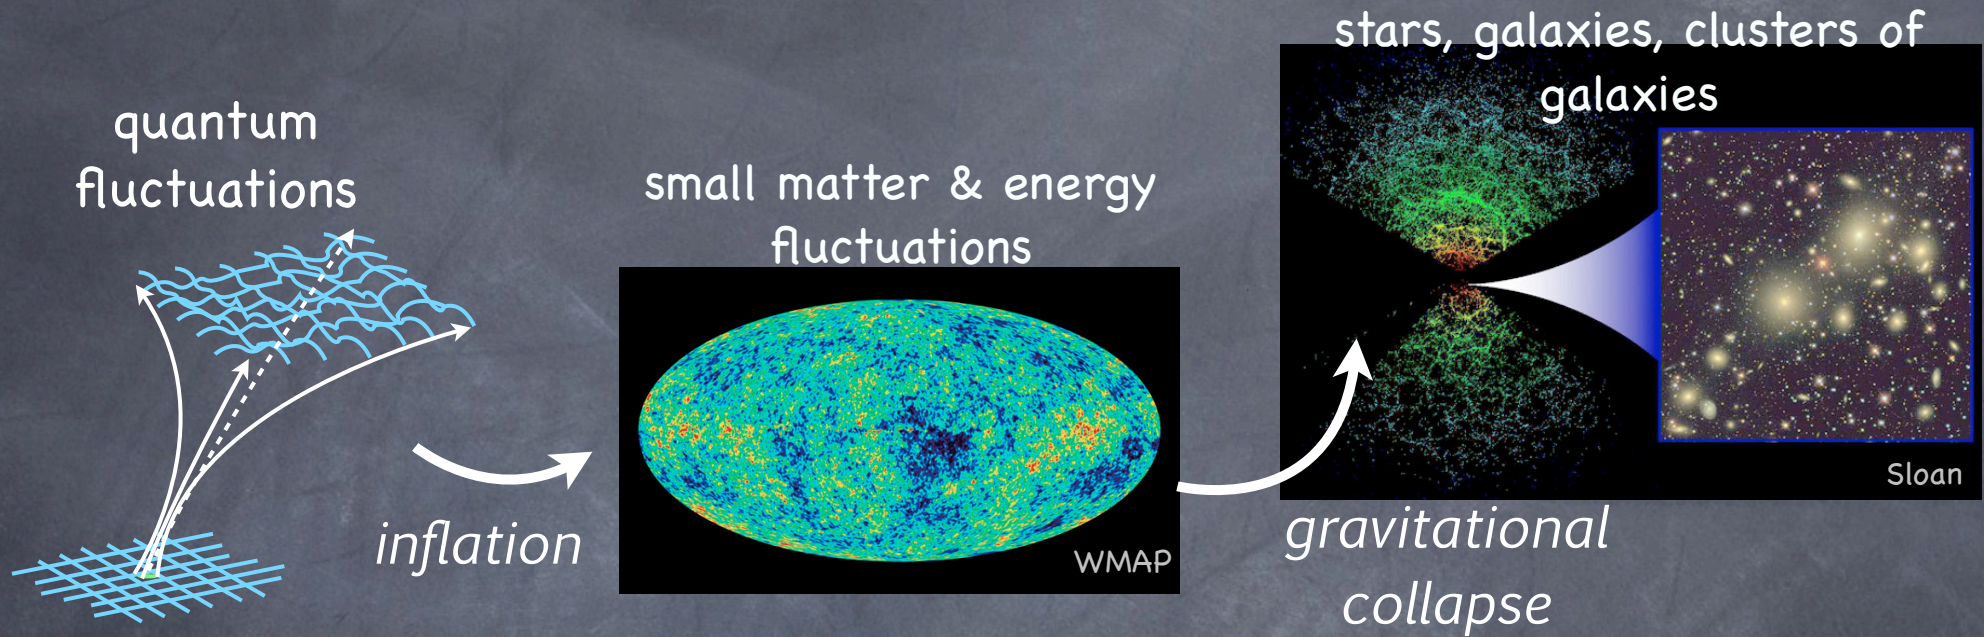 quantum
fluctuations
inflation
small matter & energy
fluctuations
WMAP
stars, galaxies, clusters of
galaxies
Sloan
gravitational
collapse